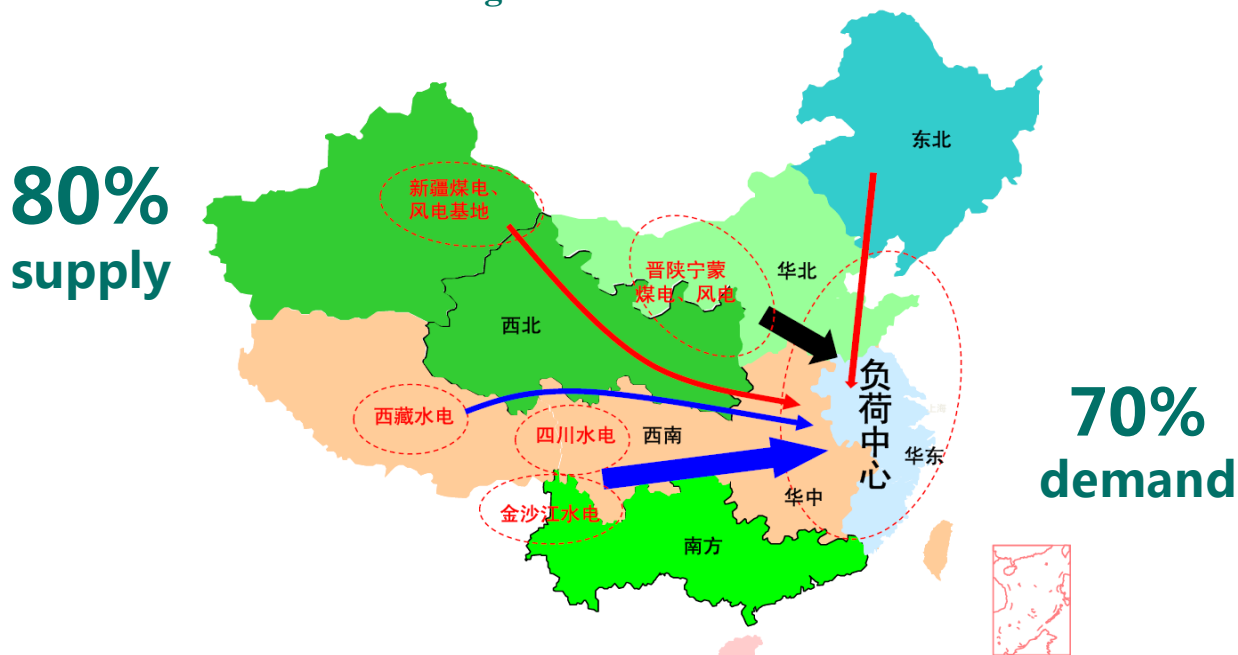 东北
80%
supply
新疆煤电、
风电基地
晋陕宁蒙
煤电、风电
华北
西北
负荷中心
70%
demand
西藏水电
四川水电
西南
华东
华中
金沙江水电
南方